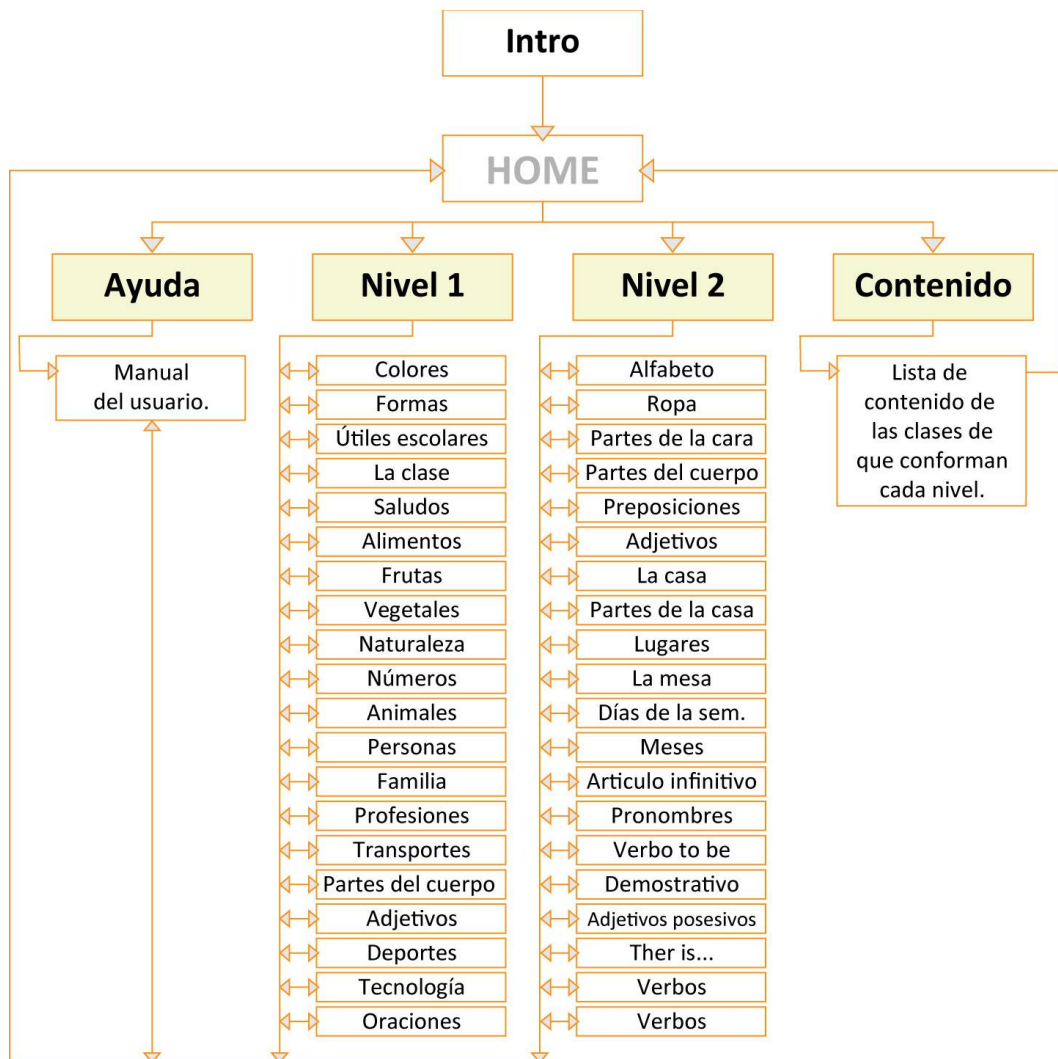 Intro
HOME
Ayuda
Nivel 1
Nivel 2
Contenido
Manual
del usuario.
Colores
Formas
Útiles escolares
La clase
Saludos
Alimentos
Frutas
Vegetales
Naturaleza
Números
Animales
Personas
Familia
Profesiones
Transportes
Partes del cuerpo
Adjetivos
Deportes
Tecnología
Oraciones
Alfabeto
Ropa
Partes de la cara
Partes del cuerpo
Preposiciones
Adjetivos
La casa
Partes de la casa
Lugares
La mesa
Días de la sem.
Meses
Articulo infinitivo
Pronombres
Verbo to be
Demostrativo
Adjetivos posesivos
Ther is...
Verbos
Verbos
Lista de
contenido de
las clases de
que conforman
cada nivel.